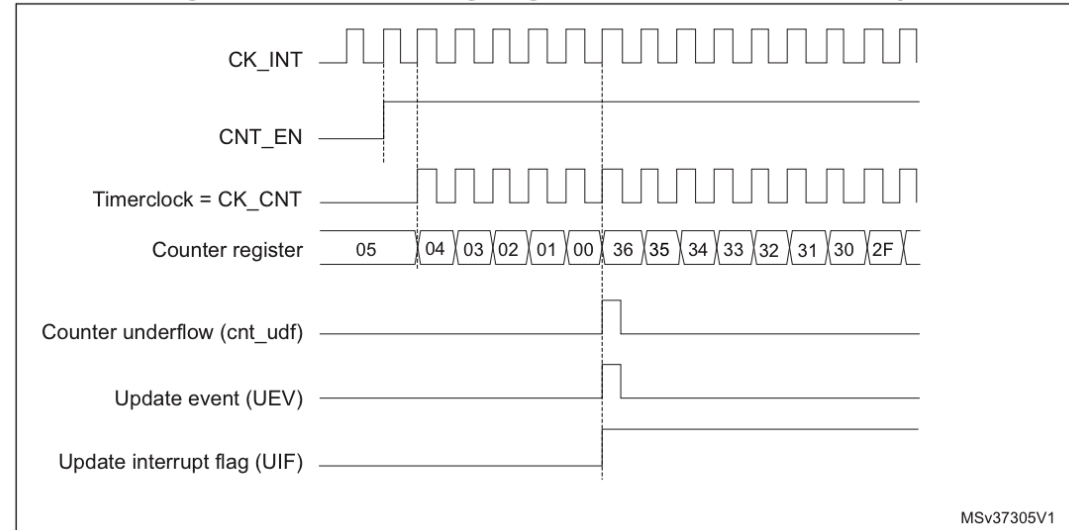 CK_INT
CNT_EN
Timerclock = CK_CNT
Counter register 05 04 03 02 01 00 36 35 34 33 32 31 30 2F
Counter underflow (cnt_udf)
Update event (UEV)
Update interrupt flag (UIF)
MSv37305V1